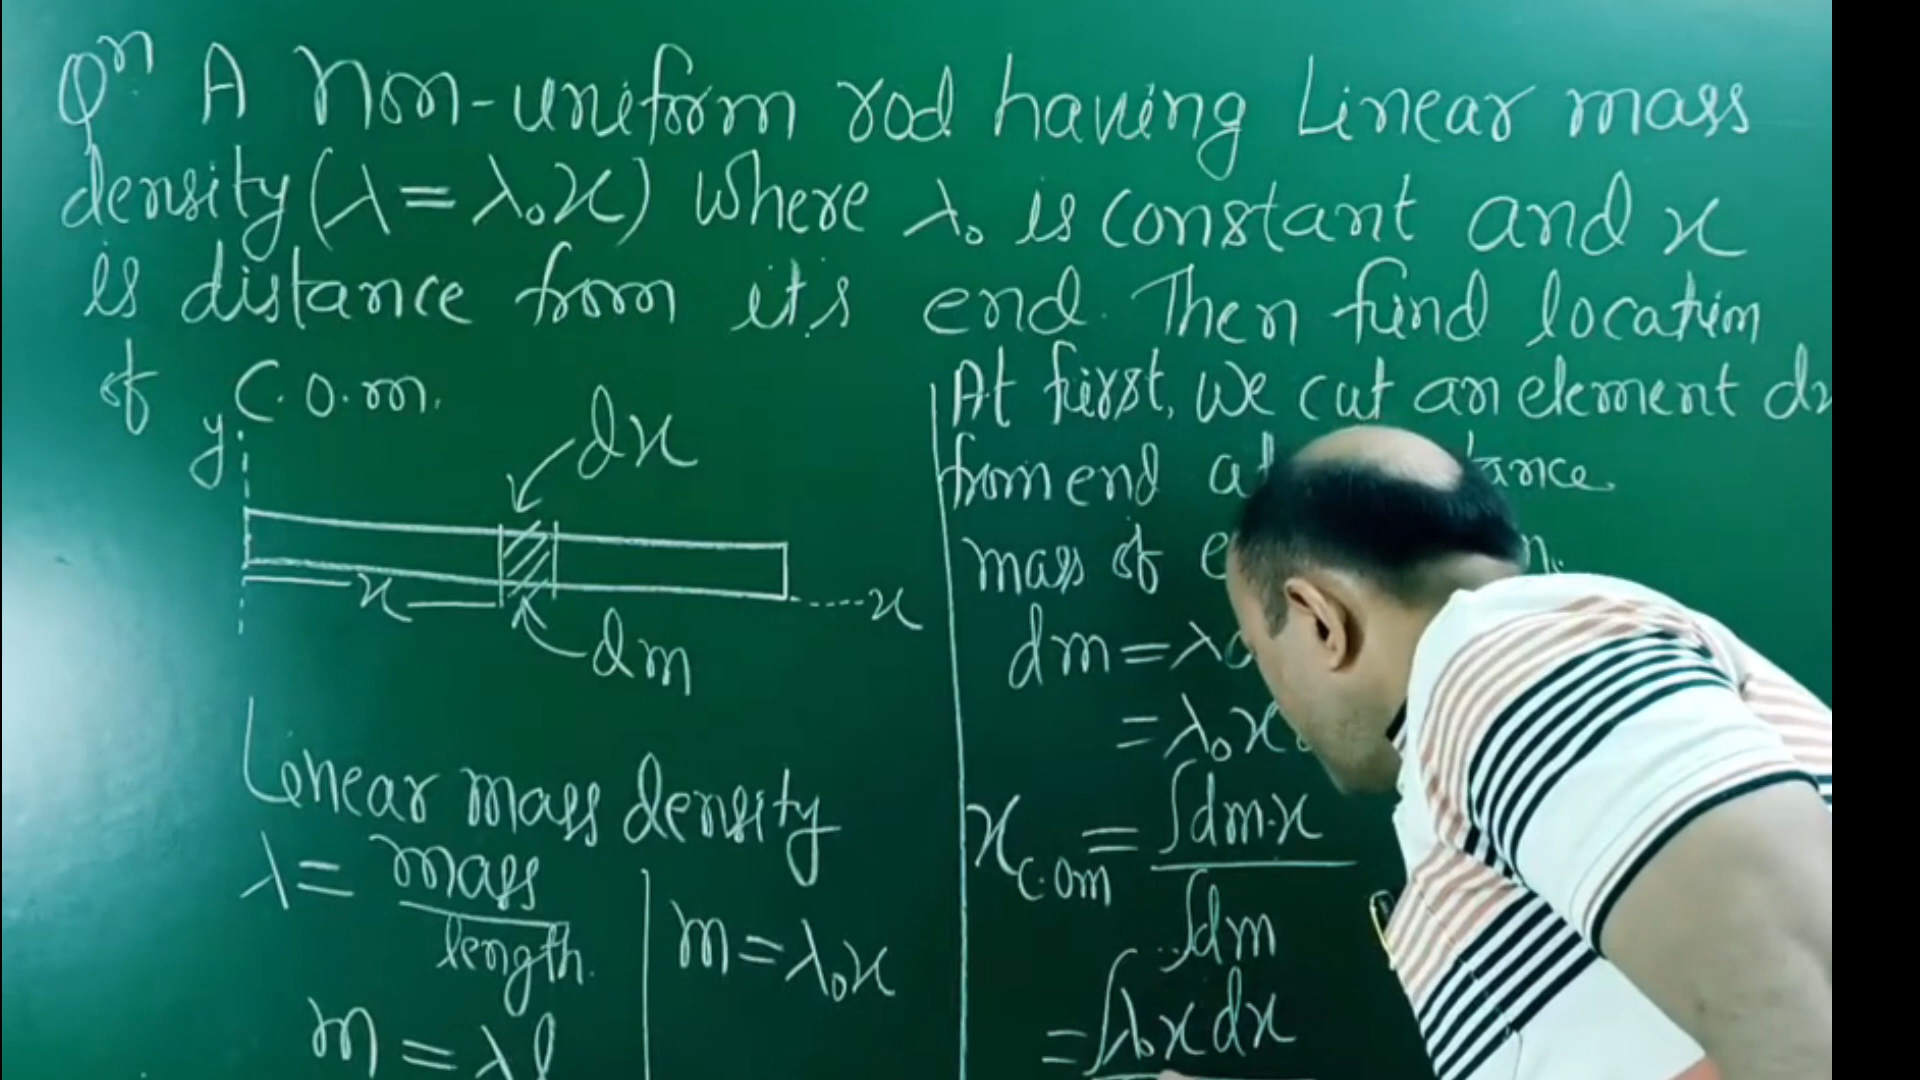 Qⁿ A Non-uniform rod having Linear mass
density (λ = λ₀x) where λ₀ is constant and x
is distance from it's end. Then find location
of C.O.m.
y
dx
x
x
dm
Linear mass density
λ = mass
length.
m = λl
m = λ₀x
At first, we cut an element dx
from end
mass of
dm = λ
= λ₀x
x C.Om = ∫dm.x
∫dm
= ∫λ₀x dx